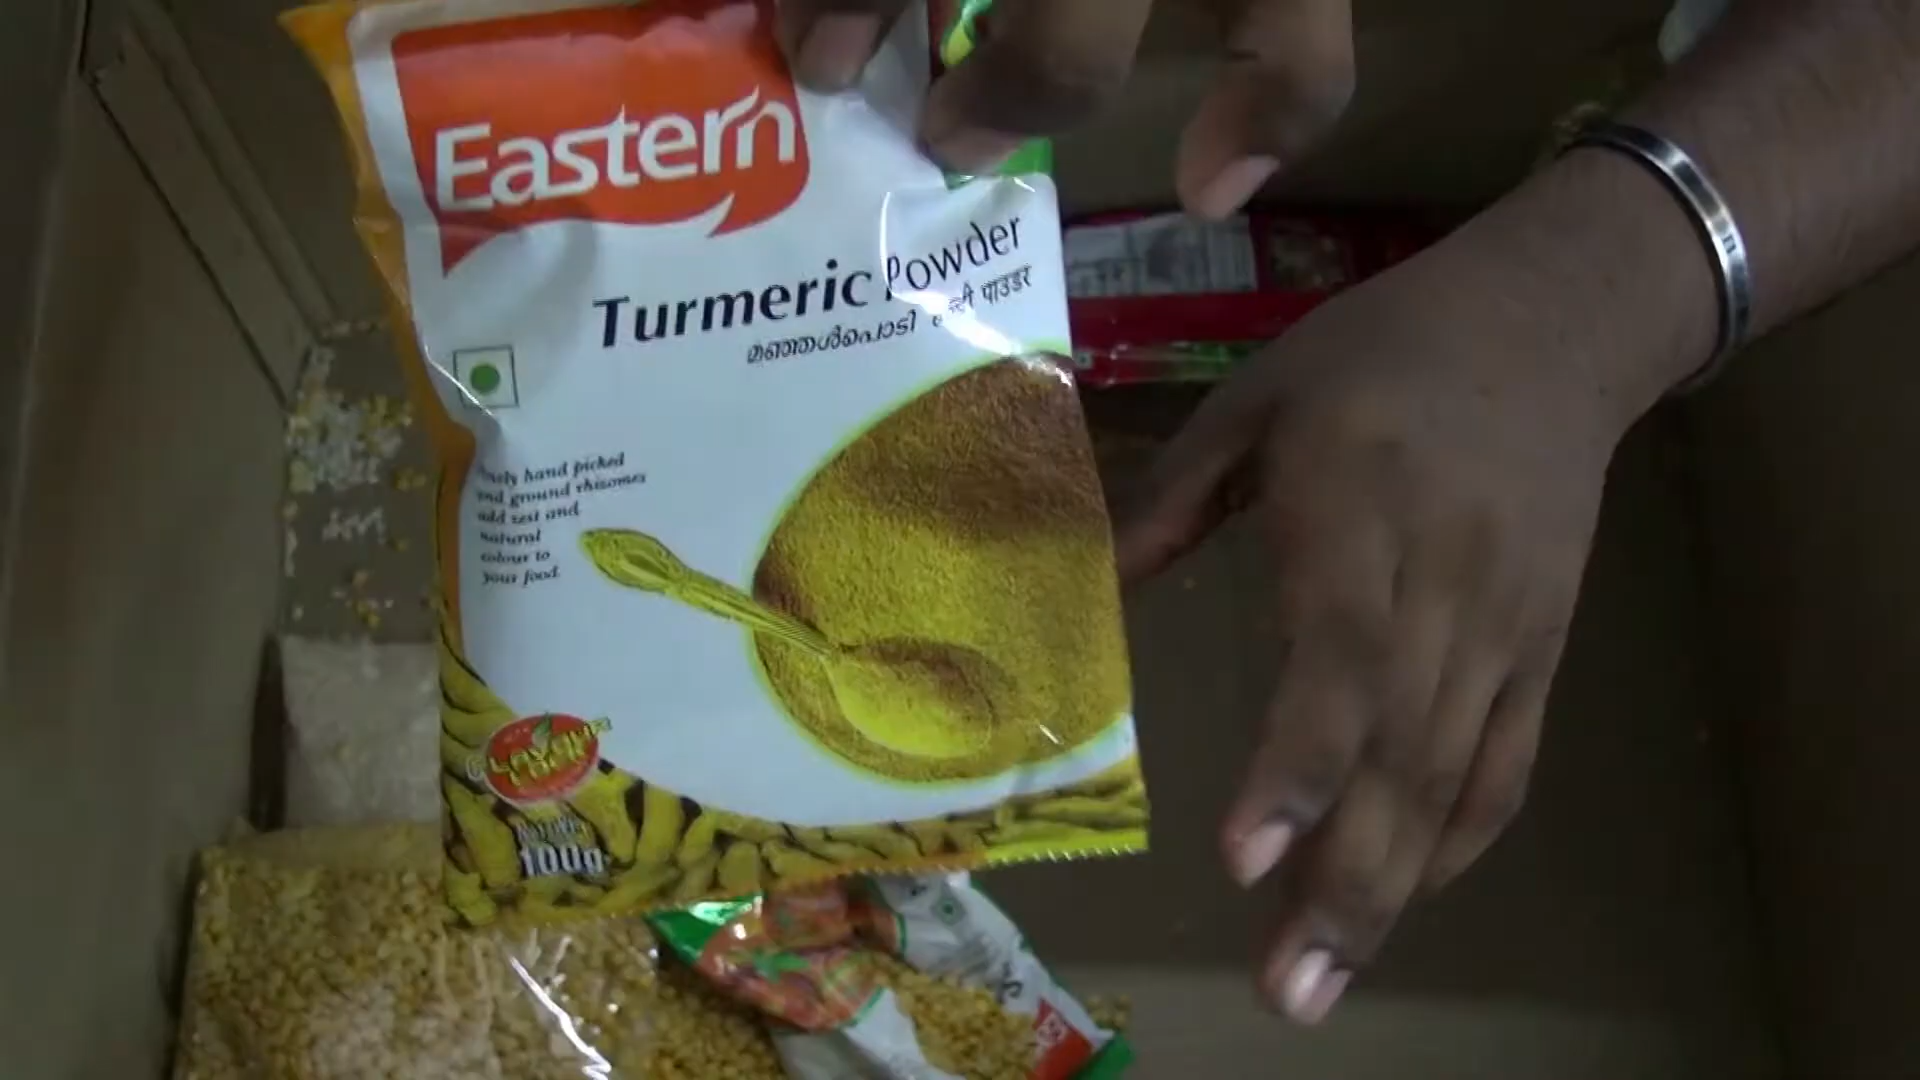 Eastern
Turmeric Powder
മഞ്ഞൾപൊടി पाउडर
hand picked
and ground rhizomes
add zest and
natural
colour to
your food.
100g